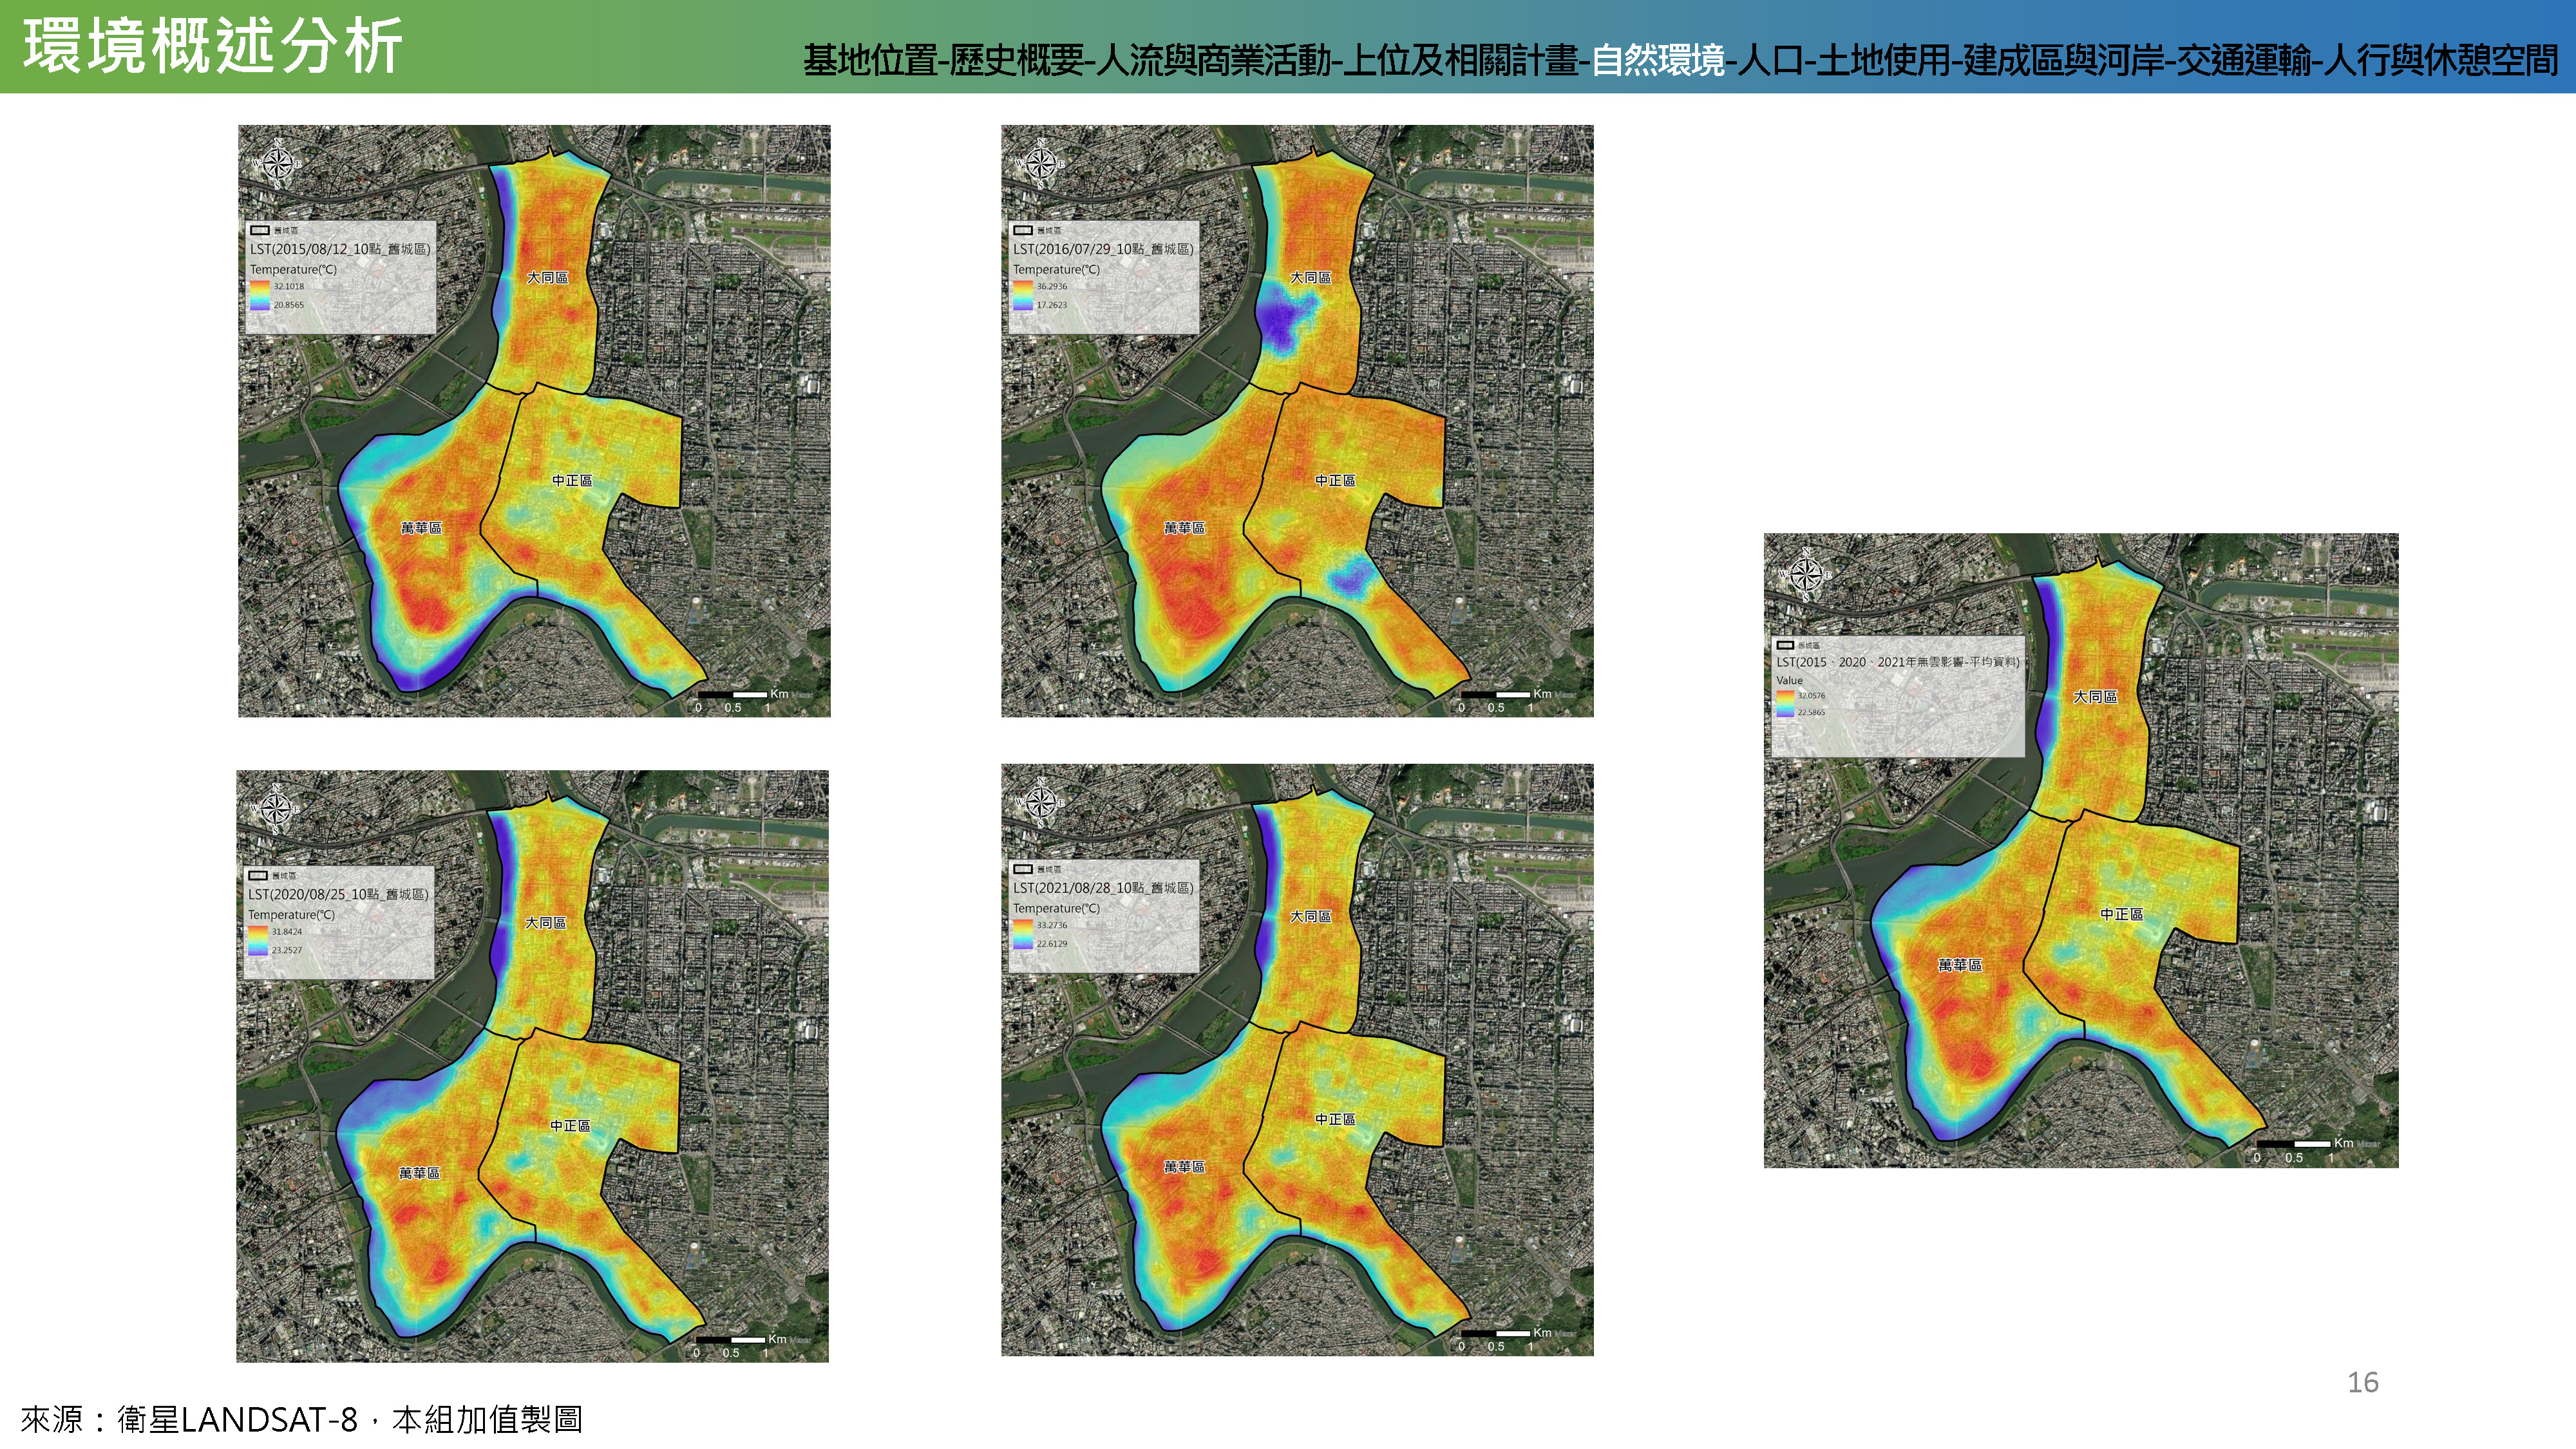 環境概述分析
基地位置-歷史概要-人流與商業活動-上位及相關計畫-自然環境-人口-土地使用-建成區與河岸-交通運輸-人行與休憩空間
N
W E
S
舊城區
LST(2015/08/12_10點_舊城區)
Temperature(°C)
32.1018
20.8565
大同區
中正區
萬華區
Km
0 0.5 1
N
W E
S
舊城區
LST(2016/07/29_10點_舊城區)
Temperature(°C)
36.2936
17.2623
大同區
中正區
萬華區
Km
0 0.5 1
N
W E
S
舊城區
LST(2020/08/25_10點_舊城區)
Temperature(°C)
31.8424
23.2527
大同區
中正區
萬華區
Km
0 0.5 1
N
W E
S
舊城區
LST(2021/08/28_10點_舊城區)
Temperature(°C)
33.2736
22.6129
大同區
中正區
萬華區
Km
0 0.5 1
N
W E
S
舊城區
LST(2015、2020、2021年無雲影響-平均資料)
Value
32.0576
22.5865
大同區
中正區
萬華區
Km
0 0.5 1
16
來源：衛星LANDSAT-8，本組加值製圖